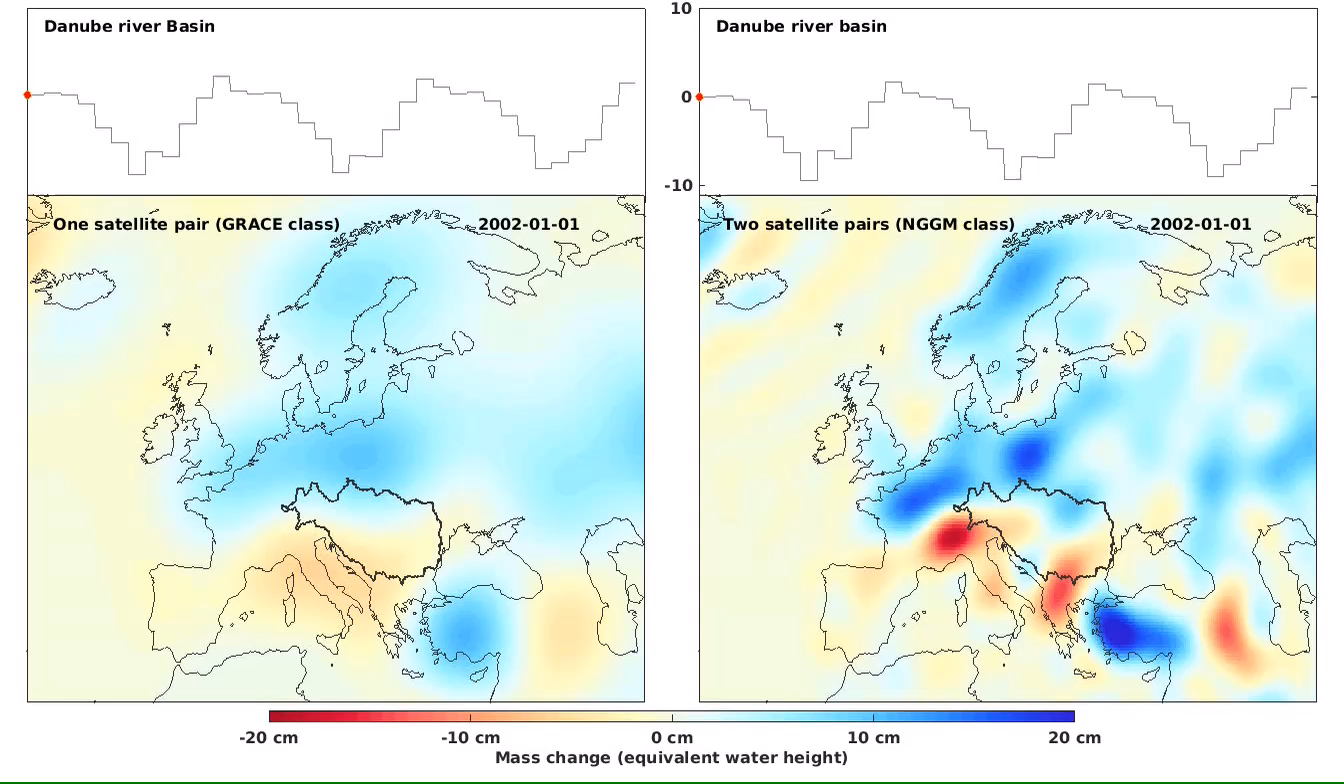 Danube river Basin
10
Danube river basin
0
-10
One satellite pair (GRACE class) 2002-01-01
Two satellite pairs (NGGM class) 2002-01-01
-20 cm -10 cm 0 cm 10 cm 20 cm
Mass change (equivalent water height)